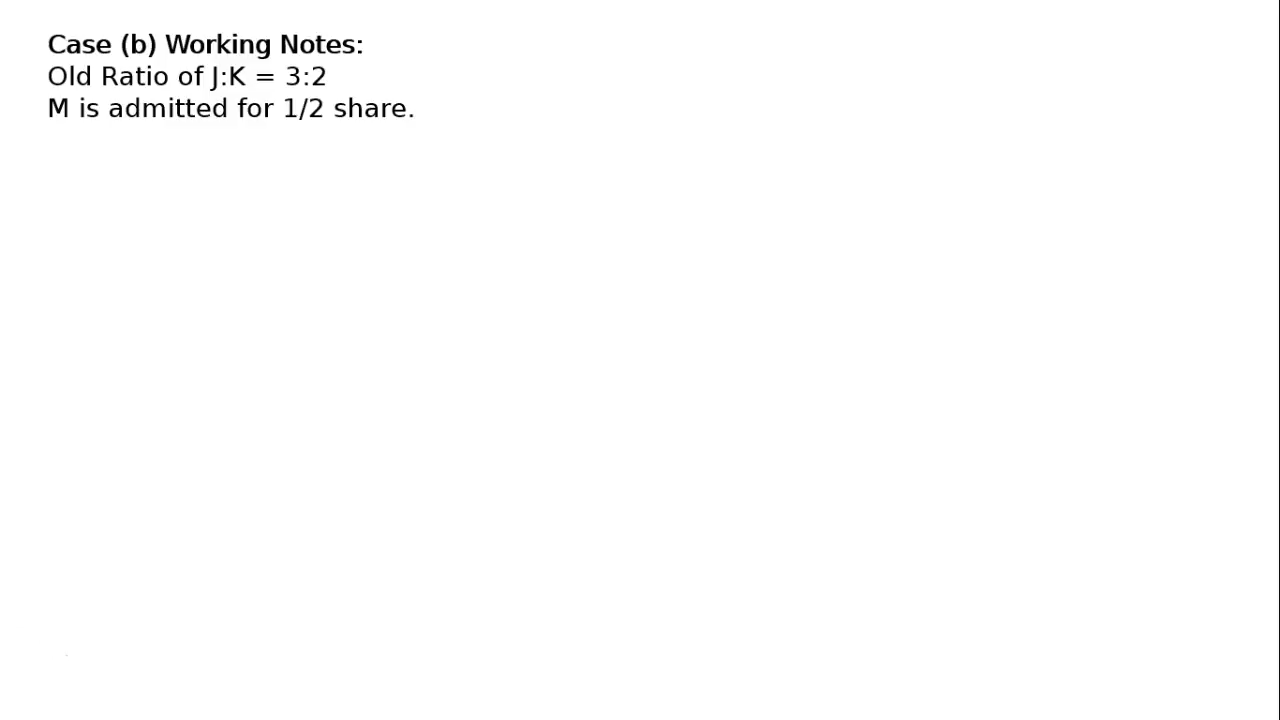 Case (b) Working Notes:
Old Ratio of J:K = 3:2
M is admitted for 1/2 share.